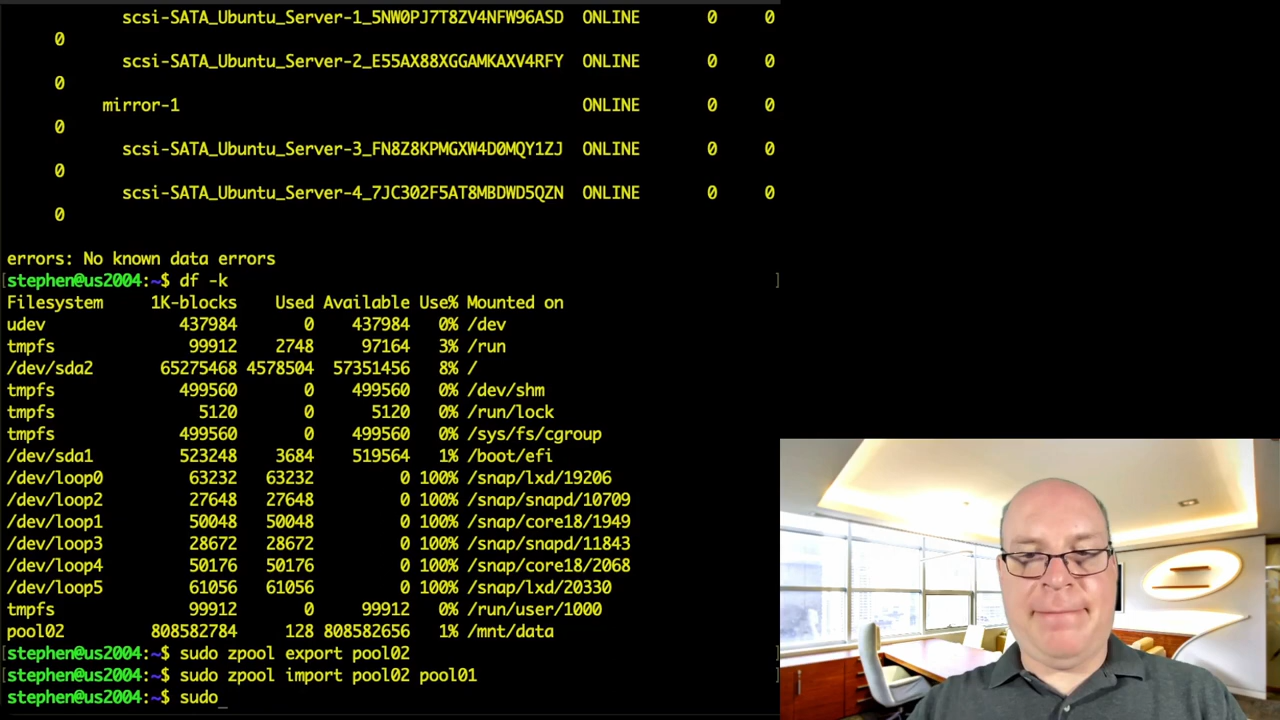 scsi-SATA_Ubuntu_Server-1_5NW0PJ7T8ZV4NFW96ASD ONLINE 0 0
0
scsi-SATA_Ubuntu_Server-2_E55AX88XGGAMKAXV4RFY ONLINE 0 0
0
mirror-1 ONLINE 0 0
0
scsi-SATA_Ubuntu_Server-3_FN8Z8KPMGXW4D0MQY1ZJ ONLINE 0 0
0
scsi-SATA_Ubuntu_Server-4_7JC302F5AT8MBDWD5QZN ONLINE 0 0
0
errors: No known data errors
[stephen@us2004:~$ df -k ]
Filesystem 1K-blocks Used Available Use% Mounted on
udev 437984 0 437984 0% /dev
tmpfs 99912 2748 97164 3% /run
/dev/sda2 65275468 4578504 57351456 8% /
tmpfs 499560 0 499560 0% /dev/shm
tmpfs 5120 0 5120 0% /run/lock
tmpfs 499560 0 499560 0% /sys/fs/cgroup
/dev/sda1 523248 3684 519564 1% /boot/efi
/dev/loop0 63232 63232 0 100% /snap/lxd/19206
/dev/loop2 27648 27648 0 100% /snap/snapd/10709
/dev/loop1 50048 50048 0 100% /snap/core18/1949
/dev/loop3 28672 28672 0 100% /snap/snapd/11843
/dev/loop4 50176 50176 0 100% /snap/core18/2068
/dev/loop5 61056 61056 0 100% /snap/lxd/20330
tmpfs 99912 0 99912 0% /run/user/1000
pool02 808582784 128 808582656 1% /mnt/data
[stephen@us2004:~$ sudo zpool export pool02 ]
[stephen@us2004:~$ sudo zpool import pool02 pool01 ]
stephen@us2004:~$ sudo_